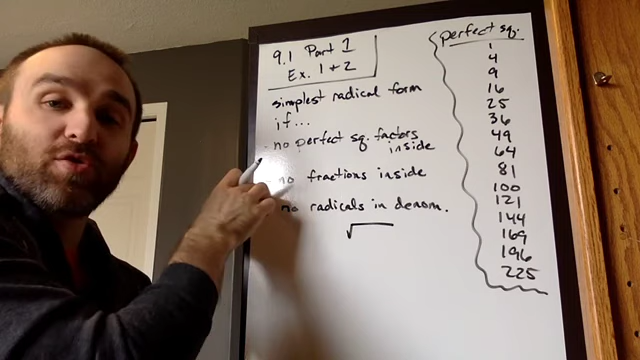 9.1 Part 1
Ex. 1 + 2
simplest radical form
if...
- no perfect sq. factors
inside
no fractions inside
no radicals in denom.
√
perfect sq.
1
4
9
16
25
36
49
64
81
100
121
144
169
196
225